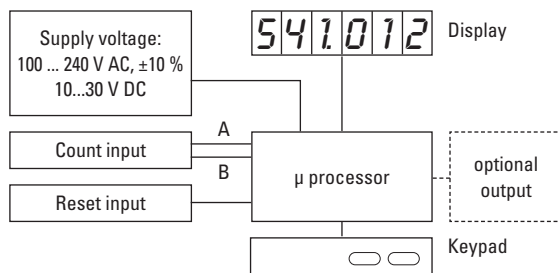 Supply voltage:
100 ... 240 V AC, ±10 %
10...30 V DC
541.012
Display
Count input
A
B
Reset input
µ processor
optional
output
Keypad